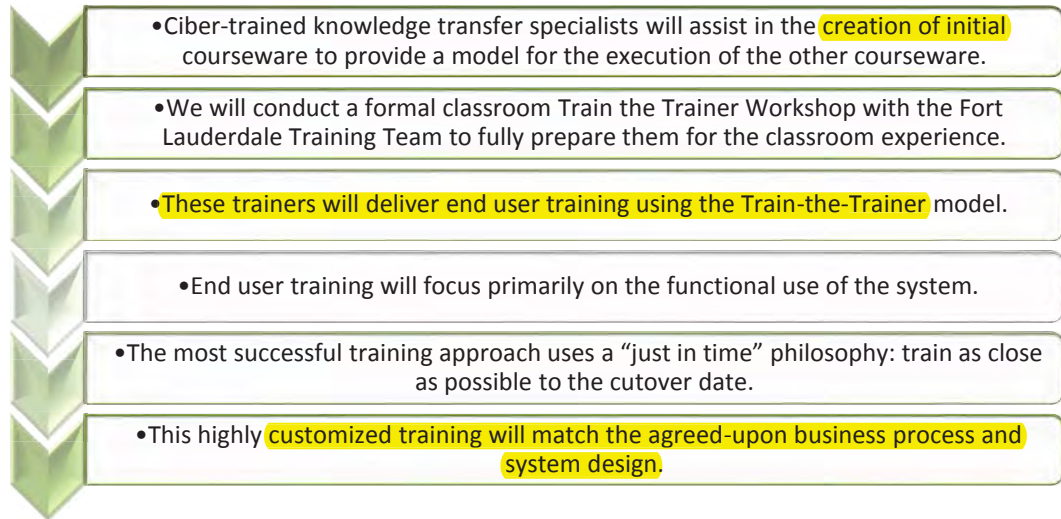 •Ciber-trained knowledge transfer specialists will assist in the creation of initial
courseware to provide a model for the execution of the other courseware.
•We will conduct a formal classroom Train the Trainer Workshop with the Fort
Lauderdale Training Team to fully prepare them for the classroom experience.
•These trainers will deliver end user training using the Train-the-Trainer model.
•End user training will focus primarily on the functional use of the system.
•The most successful training approach uses a “just in time” philosophy: train as close
as possible to the cutover date.
•This highly customized training will match the agreed-upon business process and
system design.